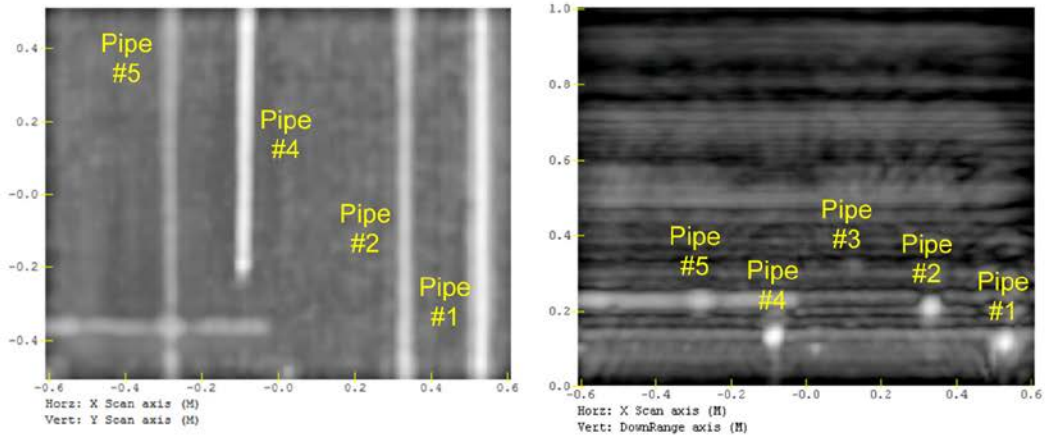 0.4
0.2
-0.0
-0.2
-0.4
-0.6
-0.4
-0.2
-0.0
0.2
0.4
0.6
Pipe
#5
Pipe
#4
Pipe
#2
Pipe
#1
Horz: X Scan axis (M)
Vert: Y Scan axis (M)
1.0
0.8
0.6
0.4
0.2
0.0
-0.6
-0.4
-0.2
-0.0
0.2
0.4
0.6
Pipe
#3
Pipe
#5
Pipe
#2
Pipe
#4
Pipe
#1
Horz: X Scan axis (M)
Vert: DownRange axis (M)